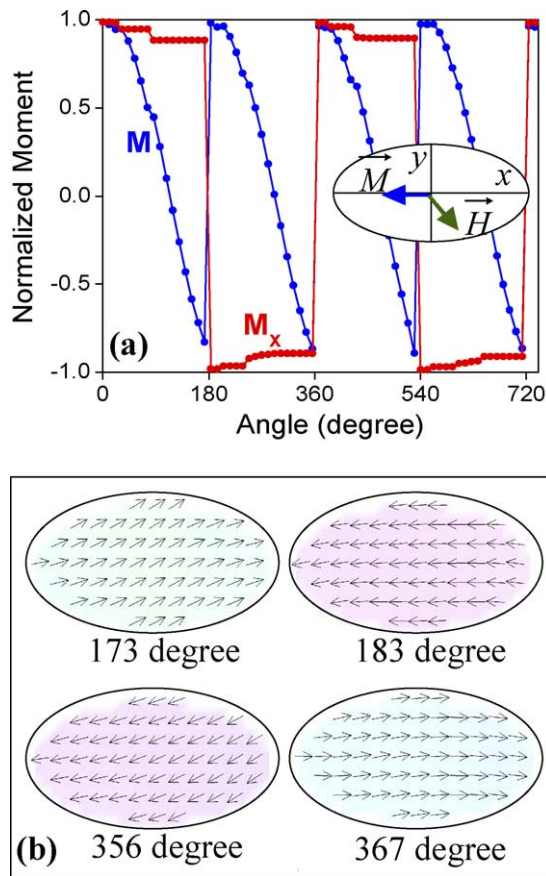 1.0
0.5
0.0
-0.5
-1.0
Normalized Moment
M
M
y
x
H
(a)
Mx
0 180 360 540 720
Angle (degree)
173 degree 183 degree
356 degree 367 degree
(b)